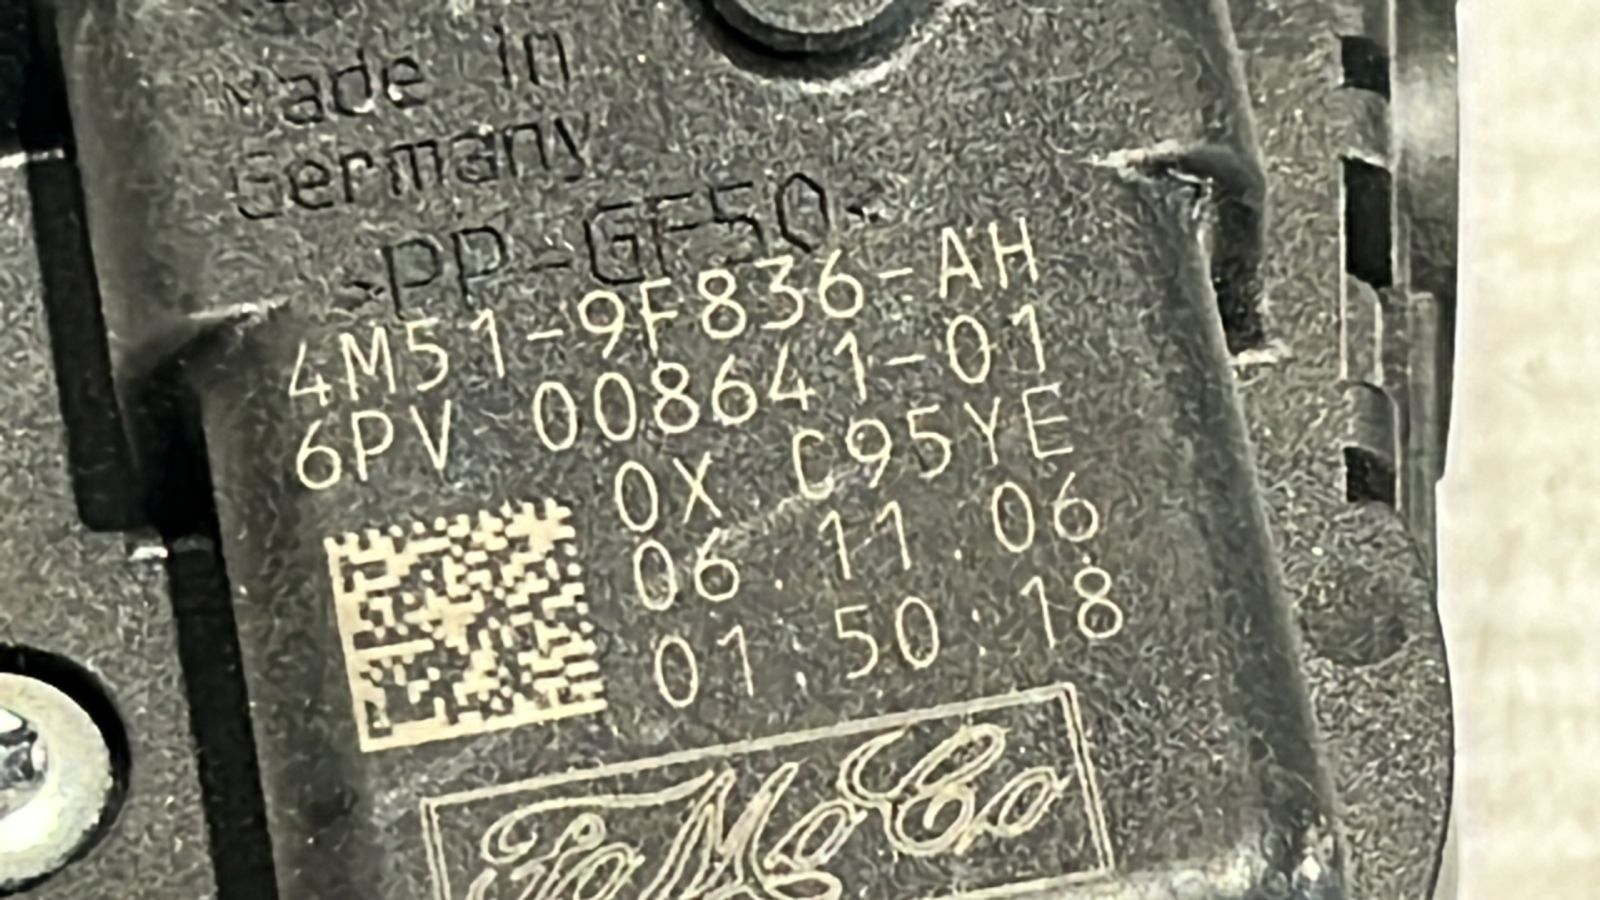 Made in
Germany
>PP-GF50<
4M51-9F836-AH
6PV 008641-01
0X C95YE
06.11.06
01.50.18
FoMoCo